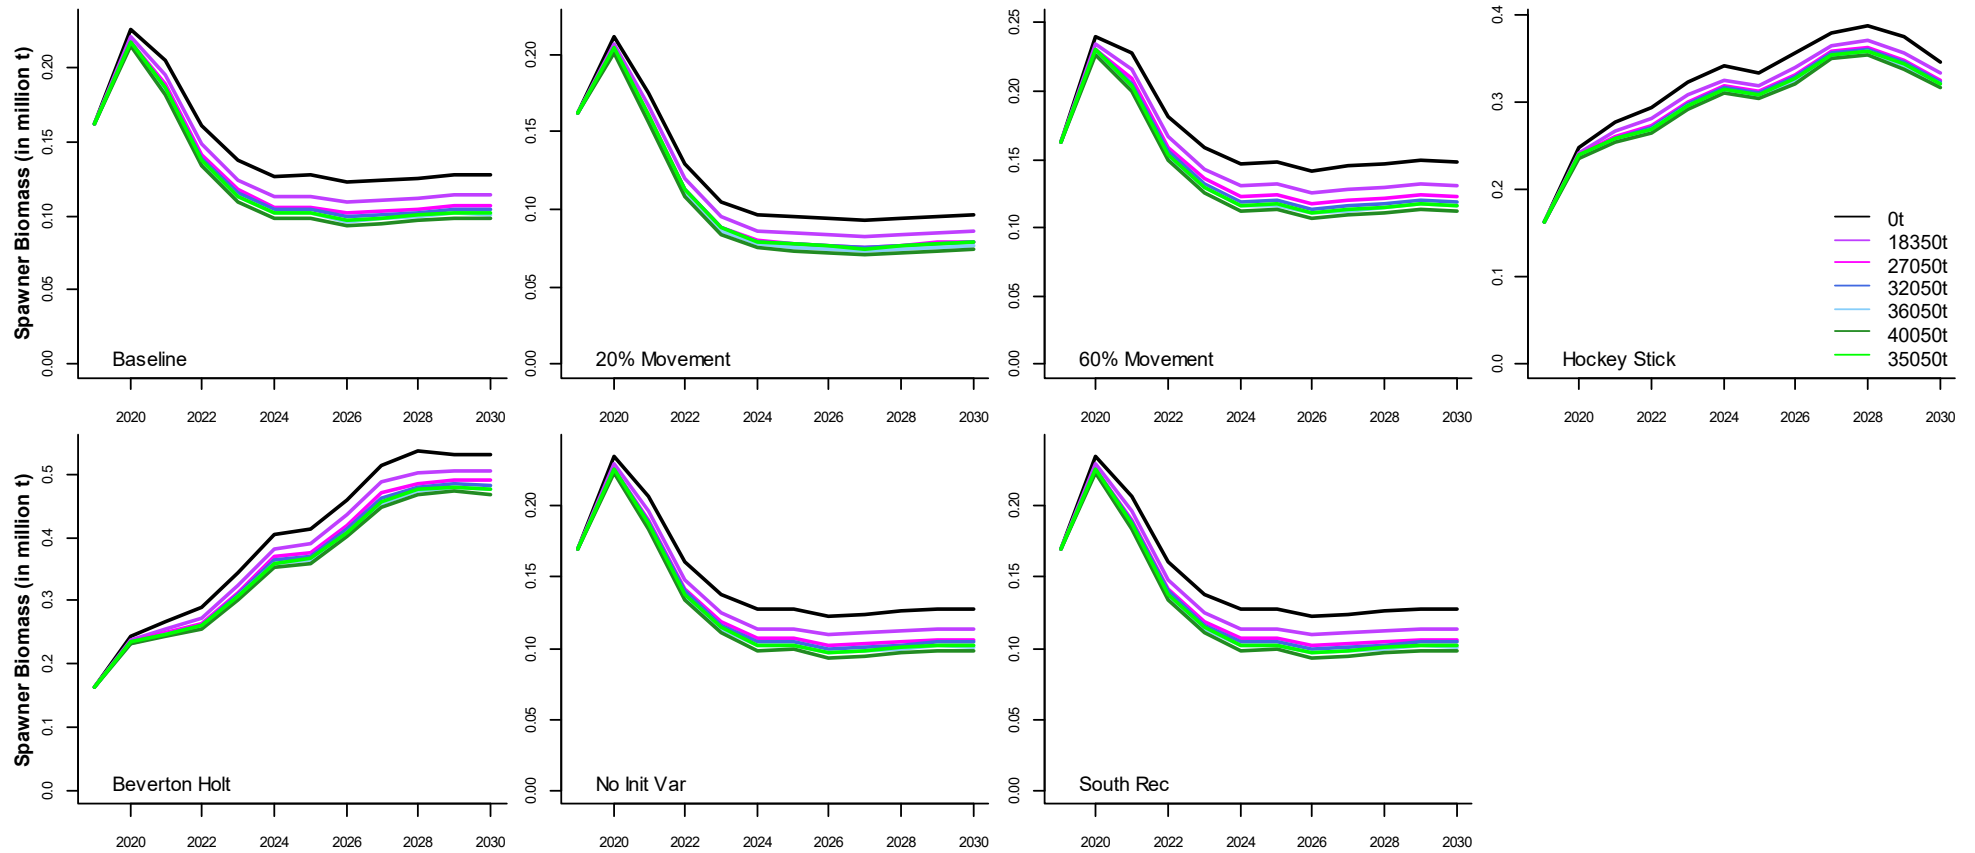 Spawner Biomass (in million t)
0.00 0.05 0.10 0.15 0.20
Baseline
2020 2022 2024 2026 2028 2030
0.00 0.05 0.10 0.15 0.20
20% Movement
2020 2022 2024 2026 2028 2030
0.00 0.05 0.10 0.15 0.20 0.25
60% Movement
2020 2022 2024 2026 2028 2030
0.0 0.1 0.2 0.3 0.4
0t
18350t
27050t
32050t
36050t
40050t
35050t
Hockey Stick
2020 2022 2024 2026 2028 2030
Spawner Biomass (in million t)
0.0 0.1 0.2 0.3 0.4 0.5
Beverton Holt
2020 2022 2024 2026 2028 2030
0.00 0.05 0.10 0.15 0.20
No Init Var
2020 2022 2024 2026 2028 2030
0.00 0.05 0.10 0.15 0.20
South Rec
2020 2022 2024 2026 2028 2030